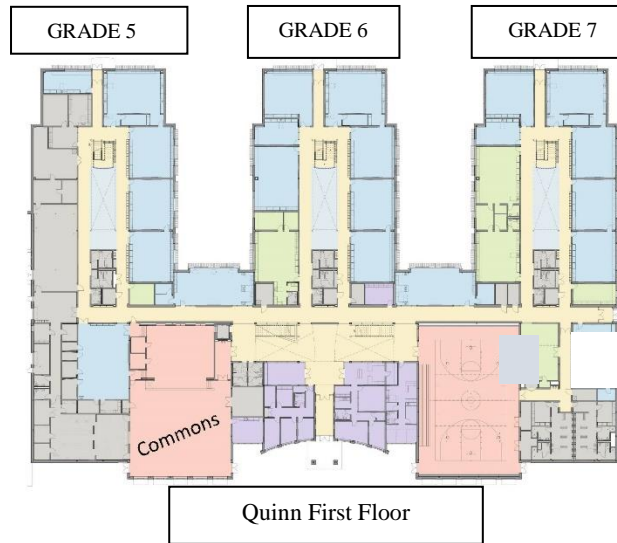 GRADE 5
GRADE 6
GRADE 7
Commons
Quinn First Floor